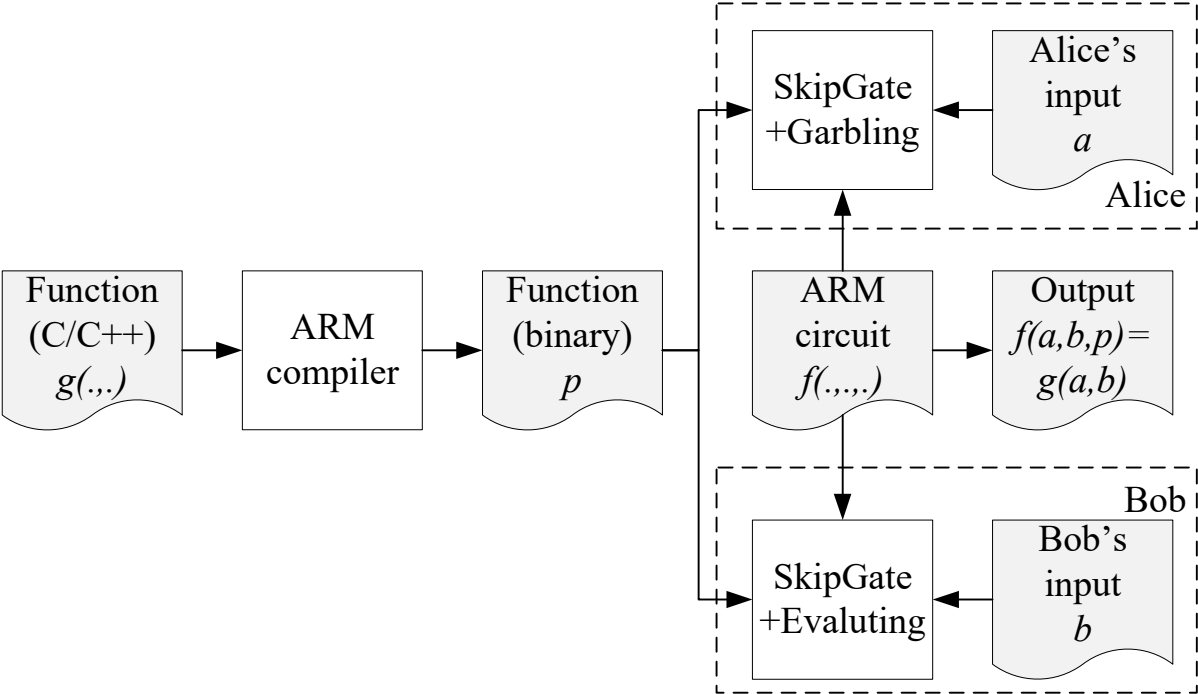 SkipGate
+Garbling
Alice's
input
a
Alice
Function
(C/C++)
g(.,.)
ARM
compiler
Function
(binary)
p
ARM
circuit
f(.,.,.)
Output
f(a,b,p)=
g(a,b)
Bob
SkipGate
+Evaluting
Bob's
input
b